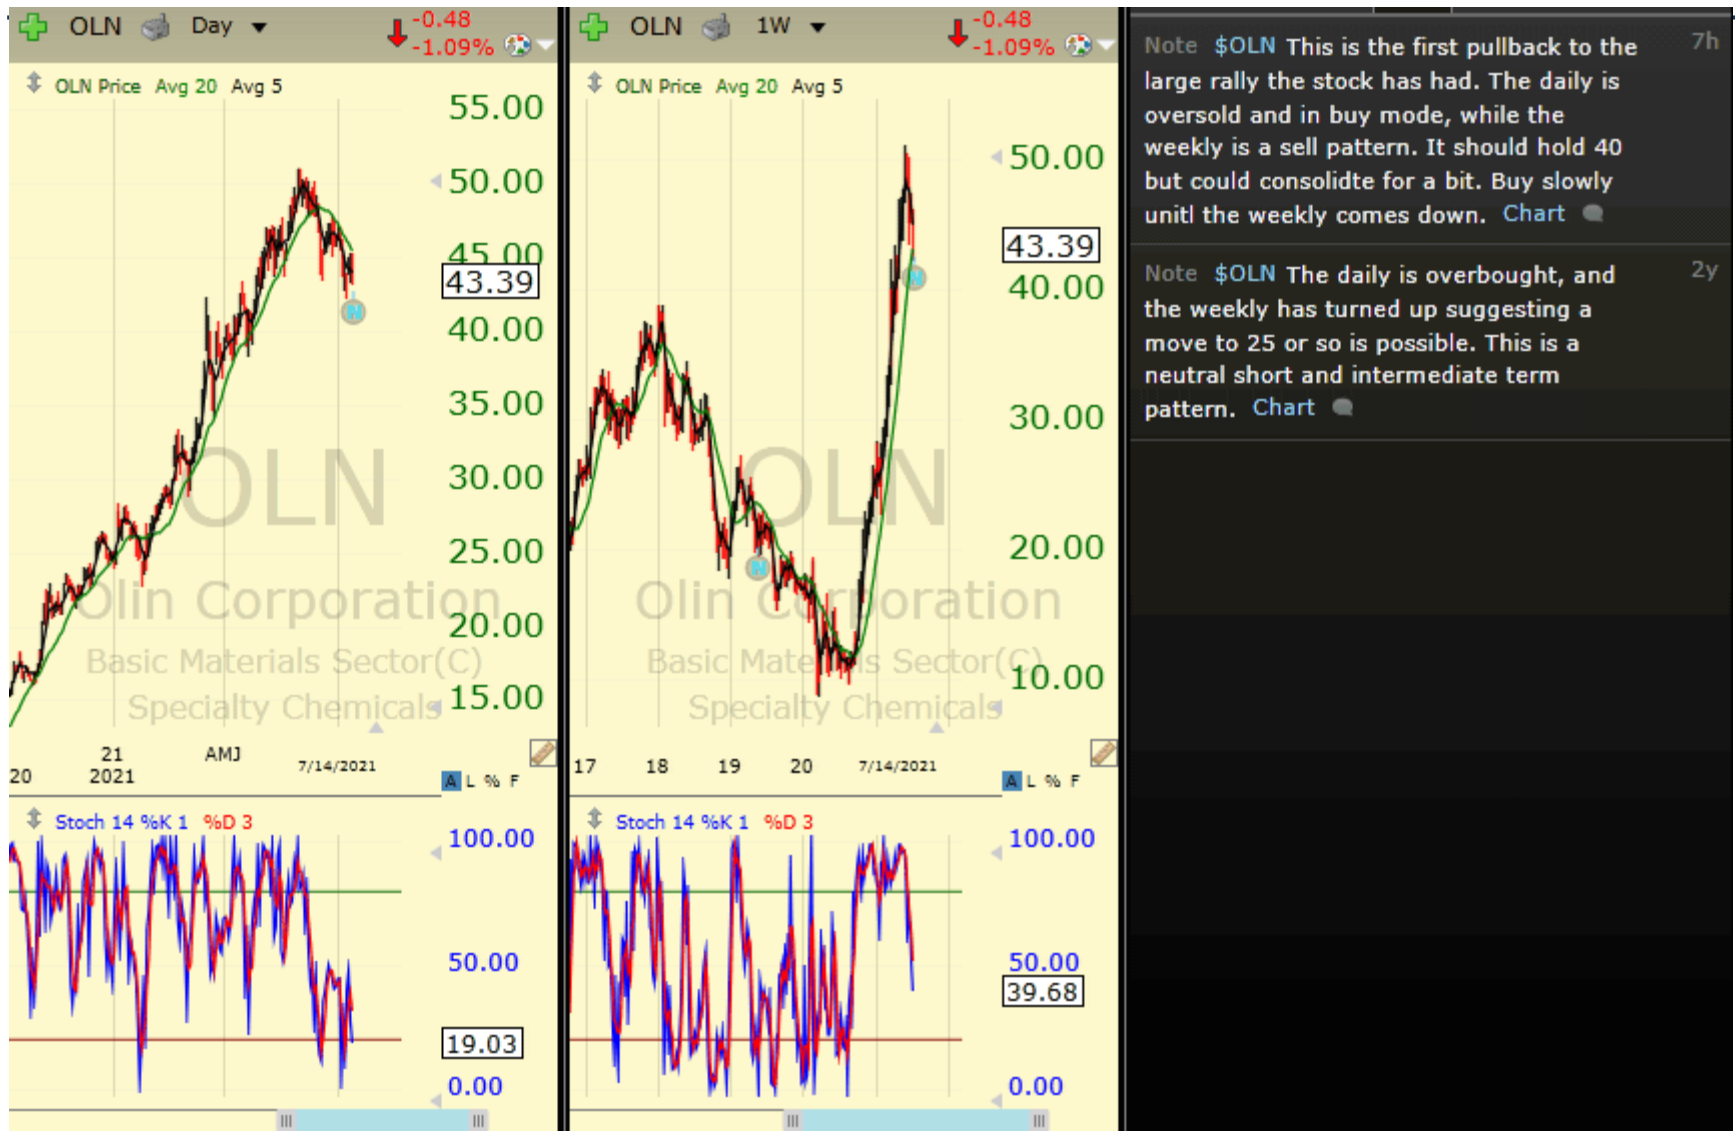 OLN Day -0.48
-1.09%
OLN Price Avg 20 Avg 5
55.00
50.00
45.00
43.39
40.00
35.00
30.00
25.00
20.00
15.00
N
OLN
Olin Corporation
Basic Materials Sector(C)
Specialty Chemicals
20 21 AMJ 7/14/2021
2021
A L % F
Stoch 14 %K 1 %D 3
100.00
50.00
19.03
0.00
OLN 1W -0.48
-1.09%
OLN Price Avg 20 Avg 5
50.00
43.39
40.00
30.00
20.00
10.00
N
N
OLN
Olin Corporation
Basic Materials Sector(C)
Specialty Chemicals
17 18 19 20 7/14/2021
A L % F
Stoch 14 %K 1 %D 3
100.00
50.00
39.68
0.00
Note $OLN This is the first pullback to the 7h
large rally the stock has had. The daily is
oversold and in buy mode, while the
weekly is a sell pattern. It should hold 40
but could consolidte for a bit. Buy slowly
unitl the weekly comes down. Chart
Note $OLN The daily is overbought, and 2y
the weekly has turned up suggesting a
move to 25 or so is possible. This is a
neutral short and intermediate term
pattern. Chart